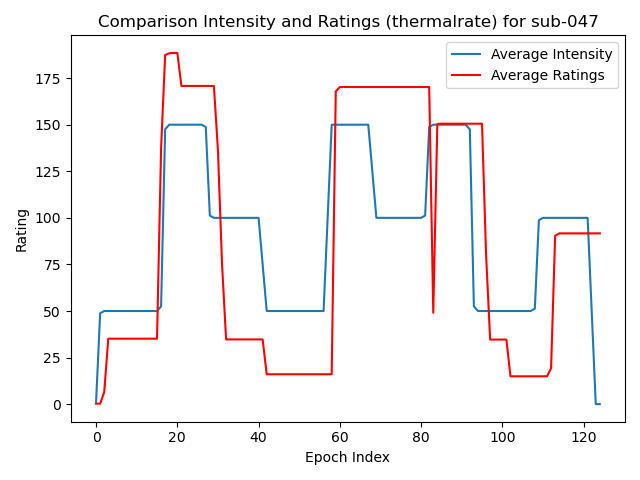 Comparison Intensity and Ratings (thermalrate) for sub-047
Average Intensity
Average Ratings
Rating
175
150
125
100
75
50
25
0
0 20 40 60 80 100 120
Epoch Index